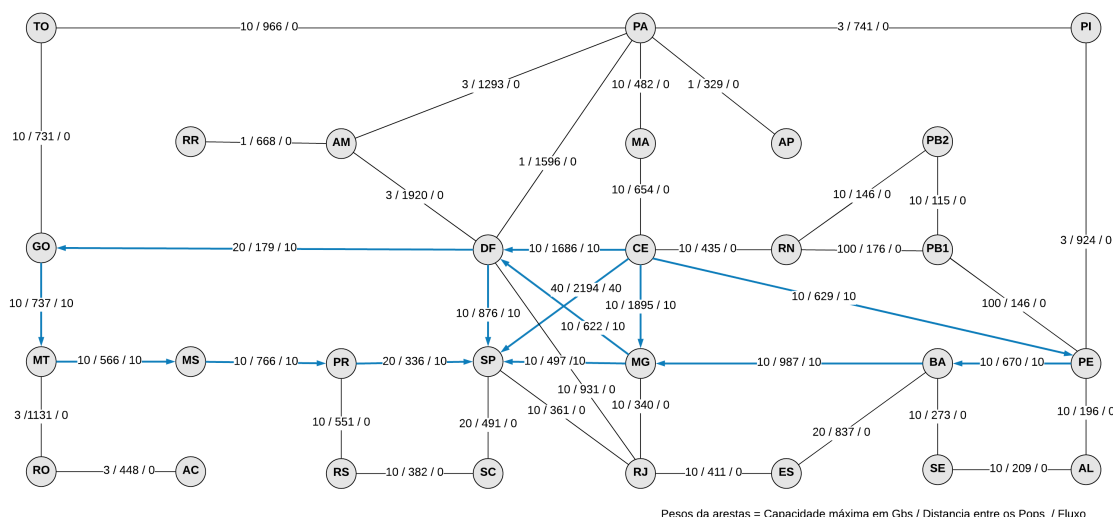 TO 10 / 966 / 0 PA 3 / 741 / 0 PI
3 / 1293 / 0 10 / 482 / 0 1 / 329 / 0
10 / 731 / 0 RR 1 / 668 / 0 AM MA AP PB2
1 / 1596 / 0
3 / 1920 / 0 10 / 654 / 0 10 / 146 / 0 10 / 115 / 0
3 / 924 / 0
GO 20 / 179 / 10 DF 10 / 1686 / 10 CE 10 / 435 / 0 RN 100 / 176 / 0 PB1
40 / 2194 / 40
10 / 737 / 10 10 / 1895 / 10 10 / 629 / 10 100 / 146 / 0
10 / 876 / 10
10 / 622 / 10
MT 10 / 566 / 10 MS 10 / 766 / 10 PR 20 / 336 / 10 SP 10 / 497 / 10 MG 10 / 987 / 10 BA 10 / 670 / 10 PE
10 / 931 / 0
10 / 361 / 0 10 / 340 / 0
3 /1131 / 0 10 / 551 / 0 20 / 491 / 0 20 / 837 / 0 10 / 273 / 0 10 / 196 / 0
RO 3 / 448 / 0 AC RS 10 / 382 / 0 SC RJ 10 / 411 / 0 ES SE 10 / 209 / 0 AL
Pesos da arestas = Capacidade máxima em Gbs / Distancia entre os Pops / Fluxo